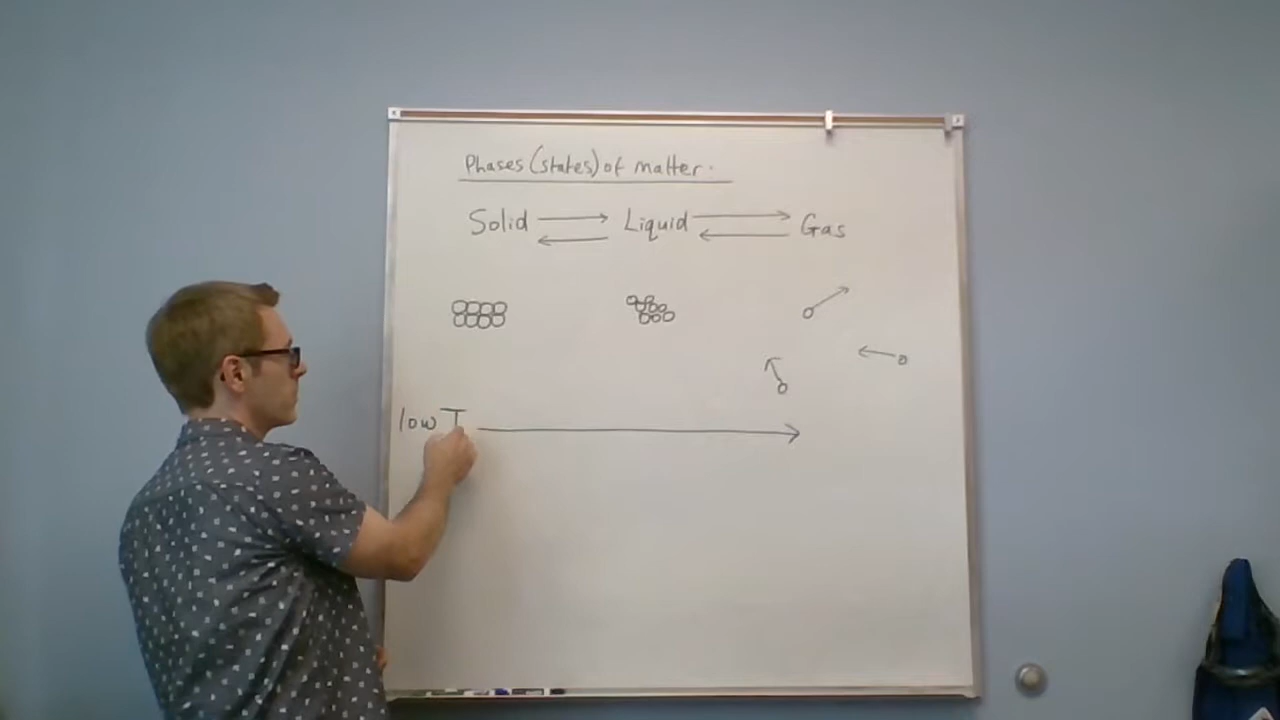 Phases (states) of matter.
Solid Liquid Gas
low T